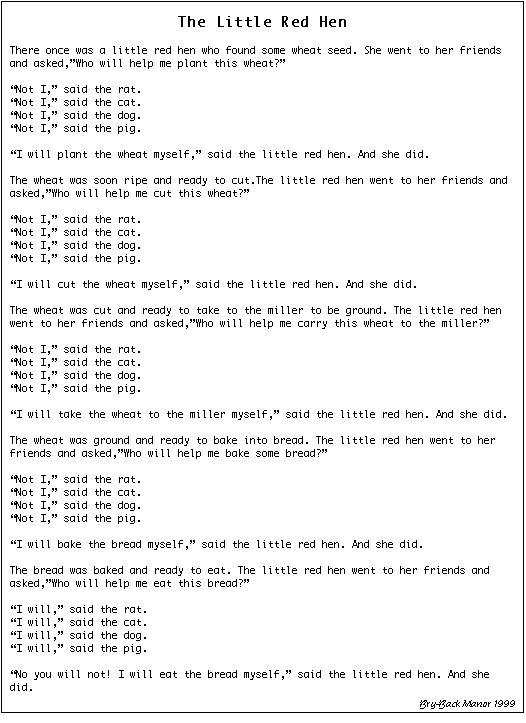 The Little Red Hen
There once was a little red hen who found some wheat seed. She went to her friends
and asked,”Who will help me plant this wheat?”
“Not I,” said the rat.
“Not I,” said the cat.
“Not I,” said the dog.
“Not I,” said the pig.
“I will plant the wheat myself,” said the little red hen. And she did.
The wheat was soon ripe and ready to cut.The little red hen went to her friends and
asked,”Who will help me cut this wheat?”
“Not I,” said the rat.
“Not I,” said the cat.
“Not I,” said the dog.
“Not I,” said the pig.
“I will cut the wheat myself,” said the little red hen. And she did.
The wheat was cut and ready to take to the miller to be ground. The little red hen
went to her friends and asked,”Who will help me carry this wheat to the miller?”
“Not I,” said the rat.
“Not I,” said the cat.
“Not I,” said the dog.
“Not I,” said the pig.
“I will take the wheat to the miller myself,” said the little red hen. And she did.
The wheat was ground and ready to bake into bread. The little red hen went to her
friends and asked,”Who will help me bake some bread?”
“Not I,” said the rat.
“Not I,” said the cat.
“Not I,” said the dog.
“Not I,” said the pig.
“I will bake the bread myself,” said the little red hen. And she did.
The bread was baked and ready to eat. The little red hen went to her friends and
asked,”Who will help me eat this bread?”
“I will,” said the rat.
“I will,” said the cat.
“I will,” said the dog.
“I will,” said the pig.
“No you will not! I will eat the bread myself,” said the little red hen. And she
did.
Bry-Back Manor 1999